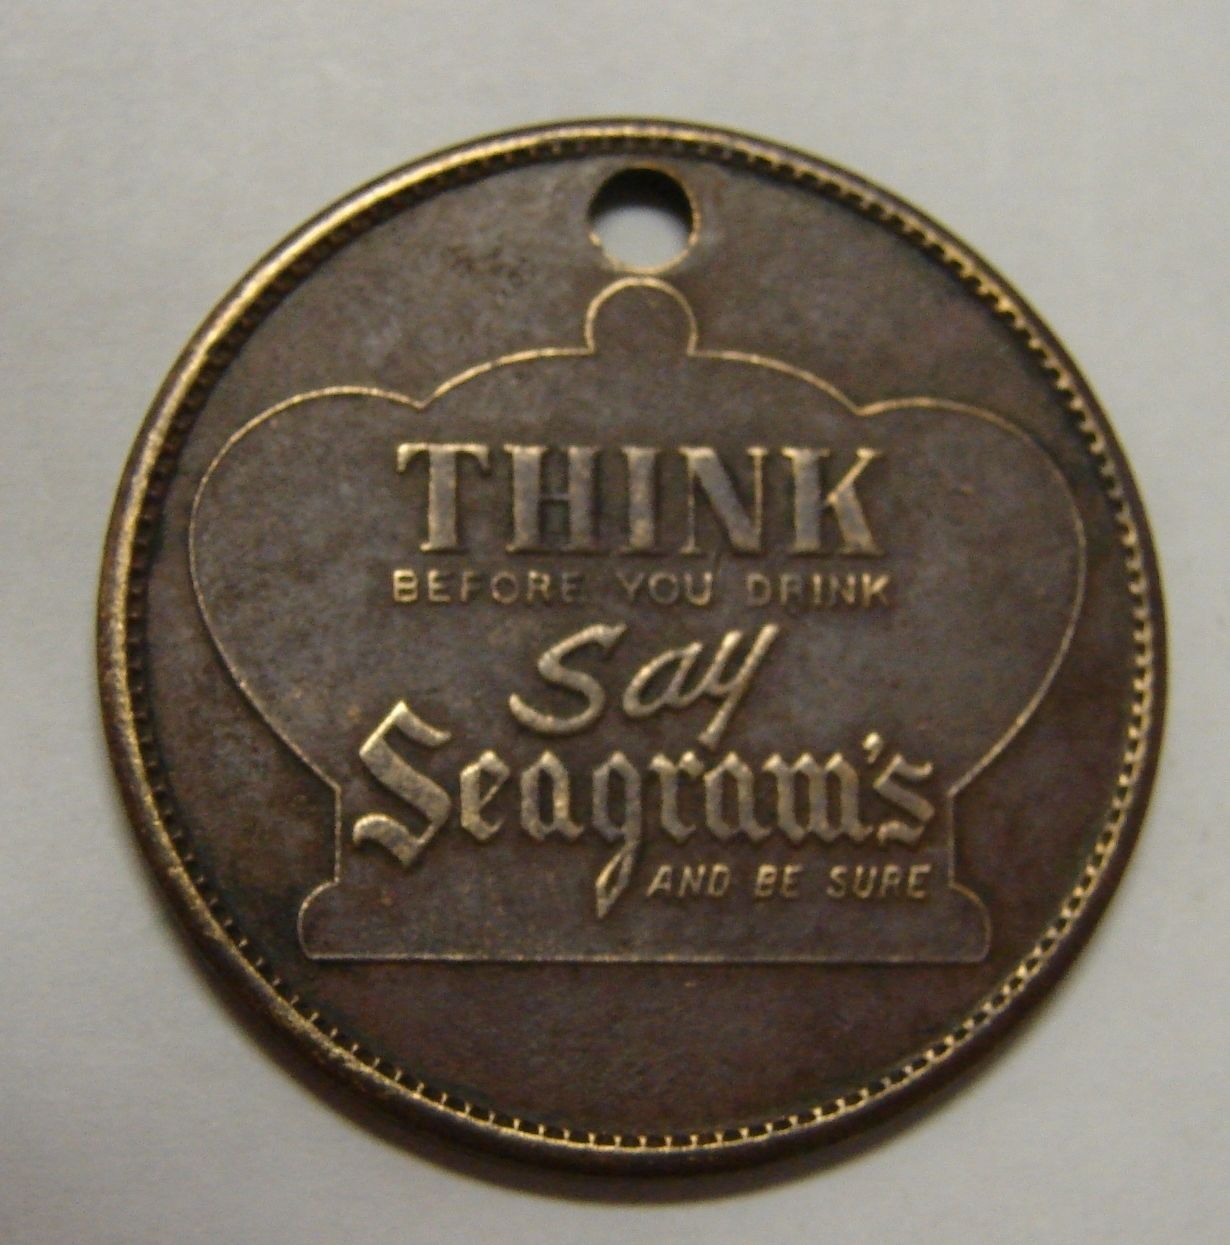 THINK
BEFORE YOU DRINK
Say
Seagram's
AND BE SURE